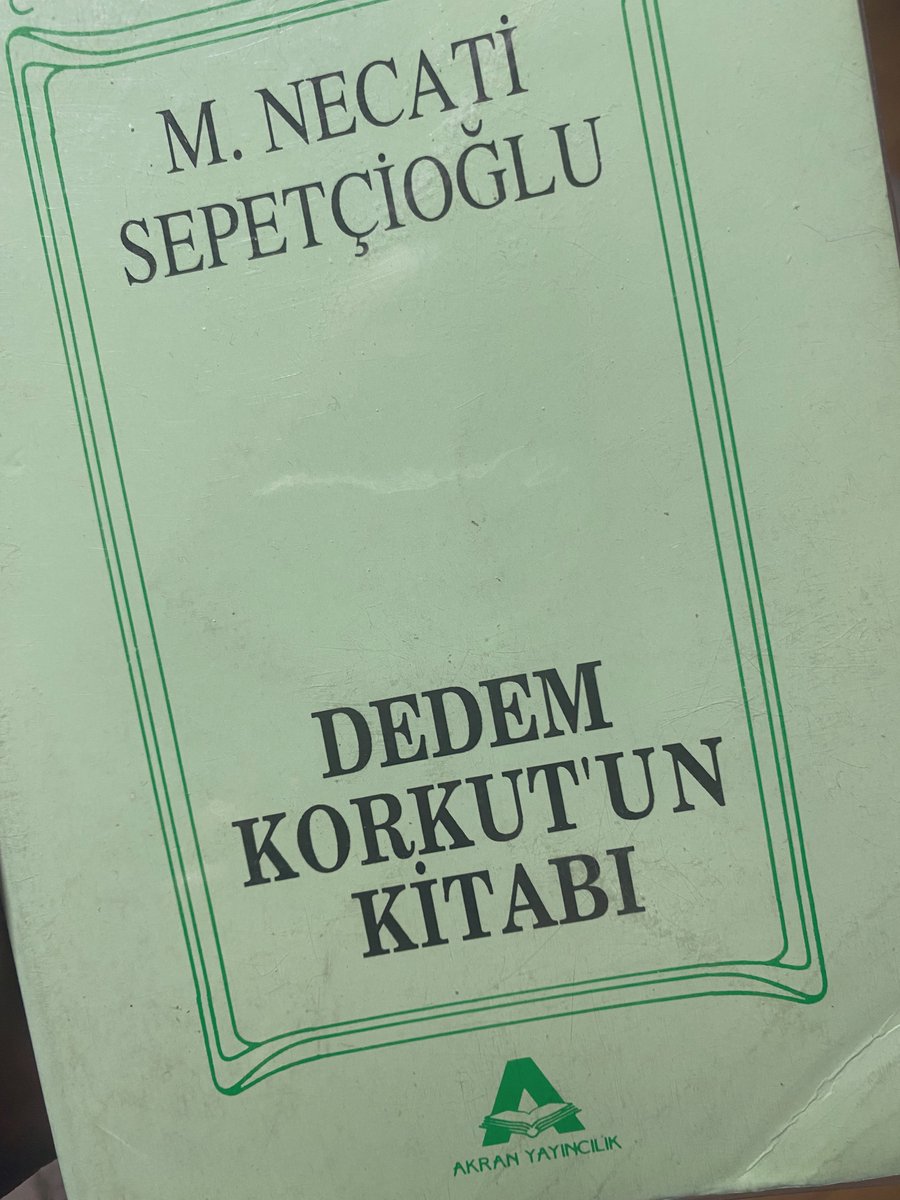 M. NECATİ
SEPETÇİOĞLU
DEDEM
KORKUT'UN
KİTABI
AKRAN YAYINCILIK